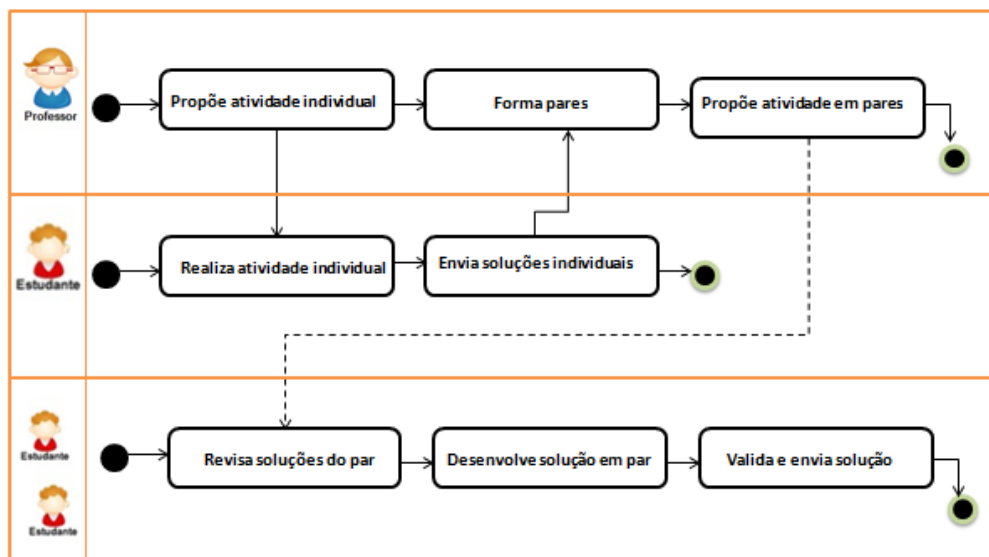 Professor
Propõe atividade individual
Forma pares
Propõe atividade em pares
Estudante
Realiza atividade individual
Envia soluções individuais
Estudante
Estudante
Revisa soluções do par
Desenvolve solução em par
Valida e envia solução